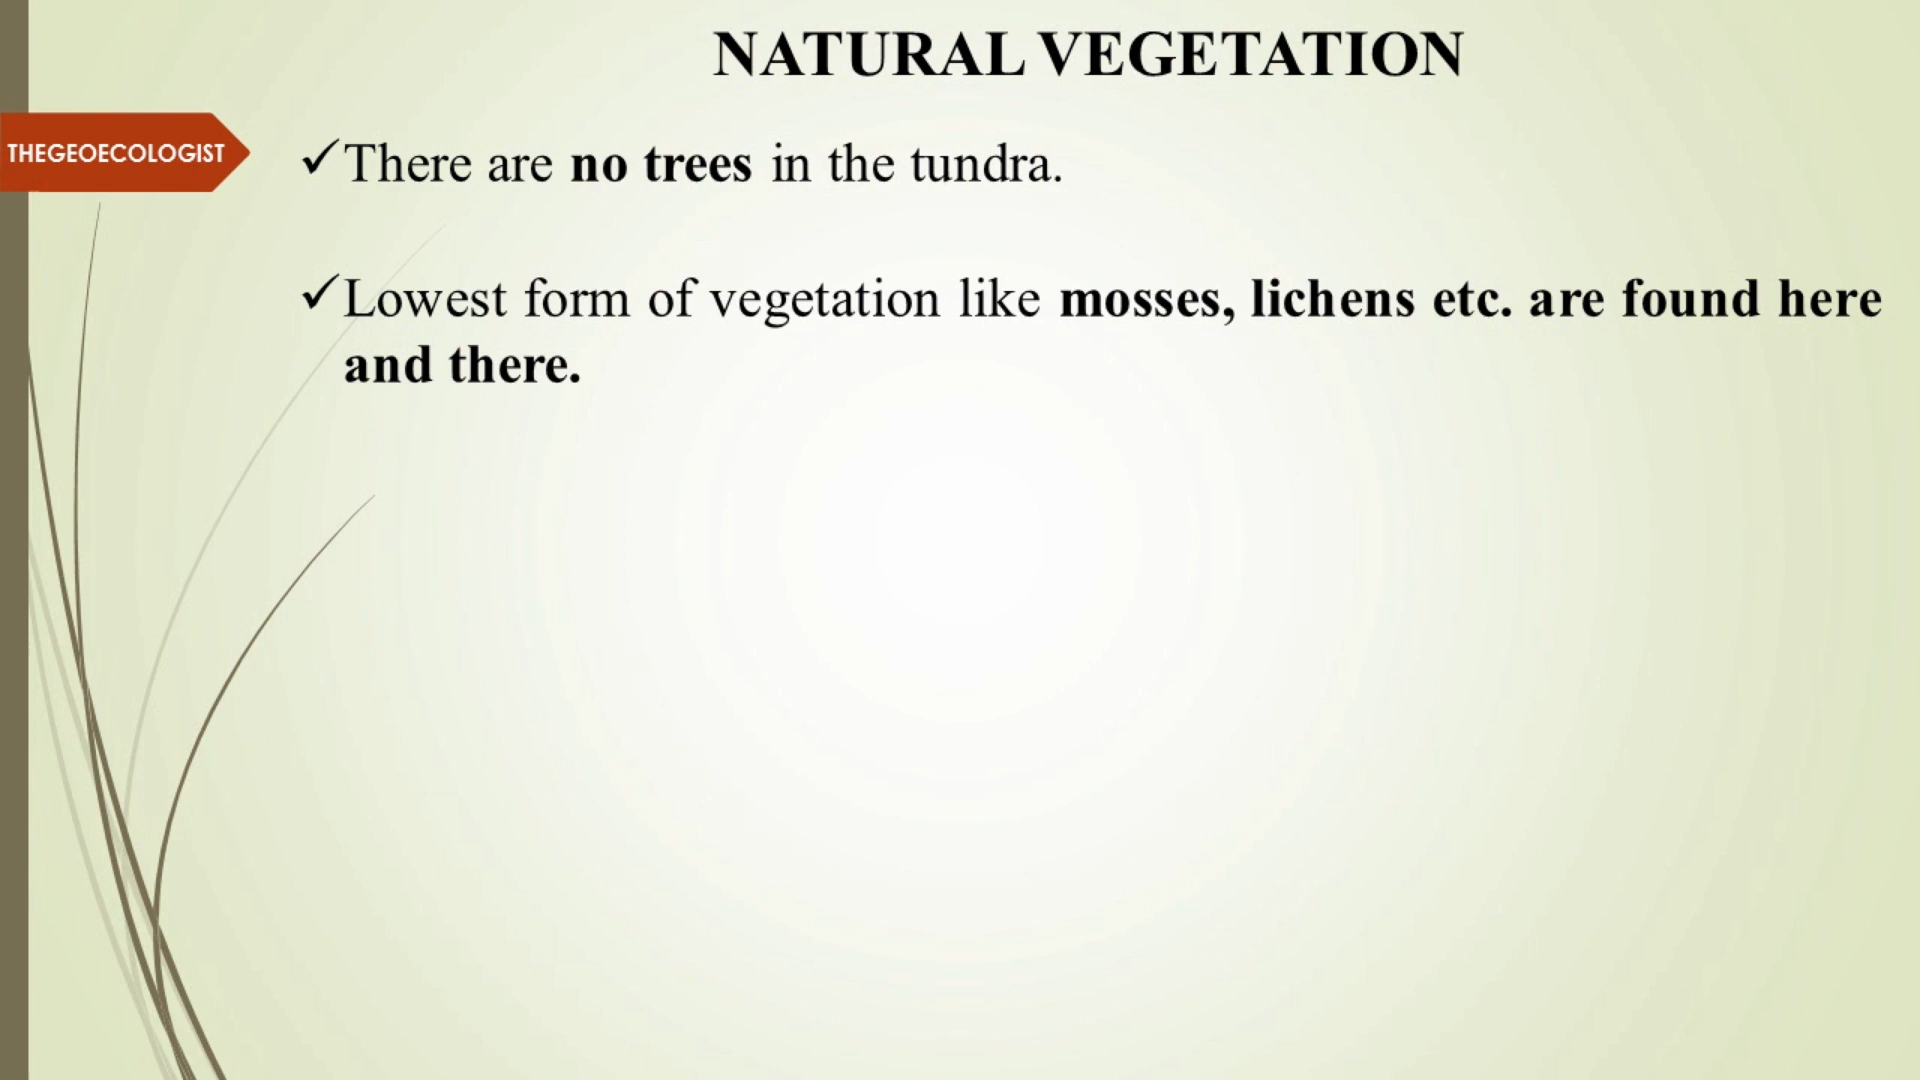 NATURAL VEGETATION
THEGEOECOLOGIST
✓There are no trees in the tundra.
✓Lowest form of vegetation like mosses, lichens etc. are found here
and there.